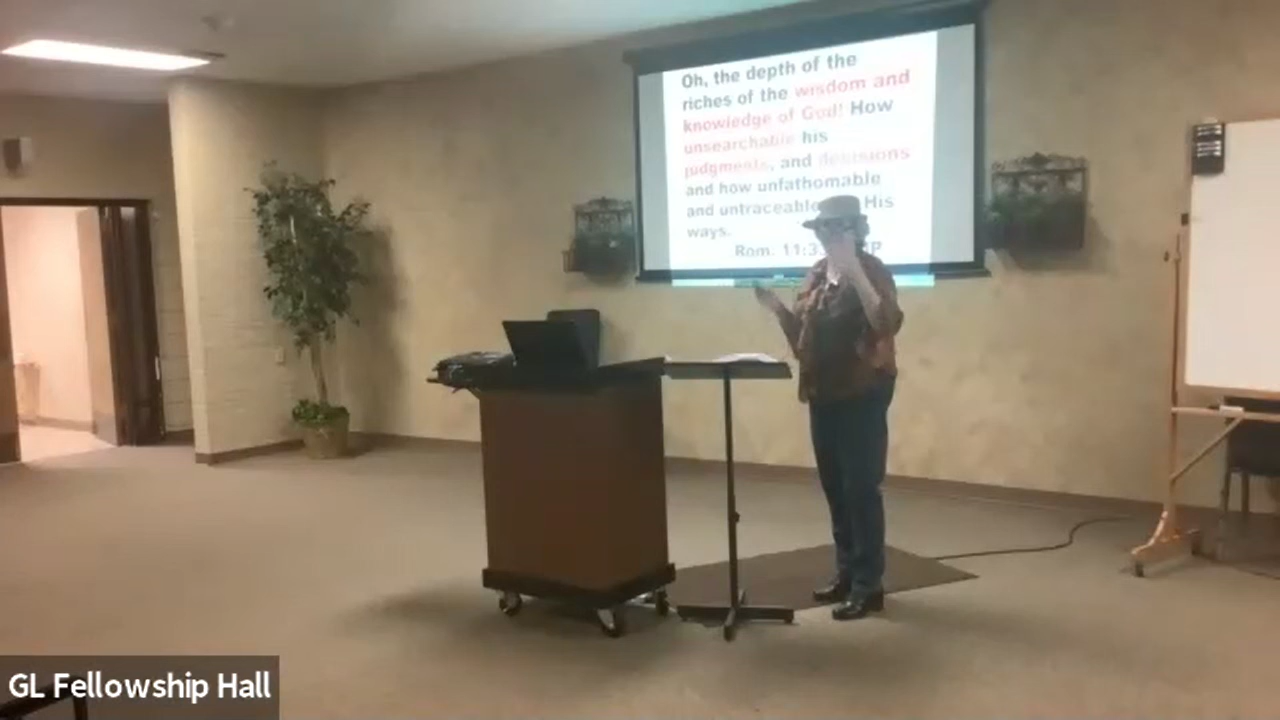 Oh, the depth of the
riches of the wisdom and
knowledge of God! How
unsearchable his
judgments, and decisions
and how unfathomable
and untraceable His
ways.
Rom. 11:3
GL Fellowship Hall